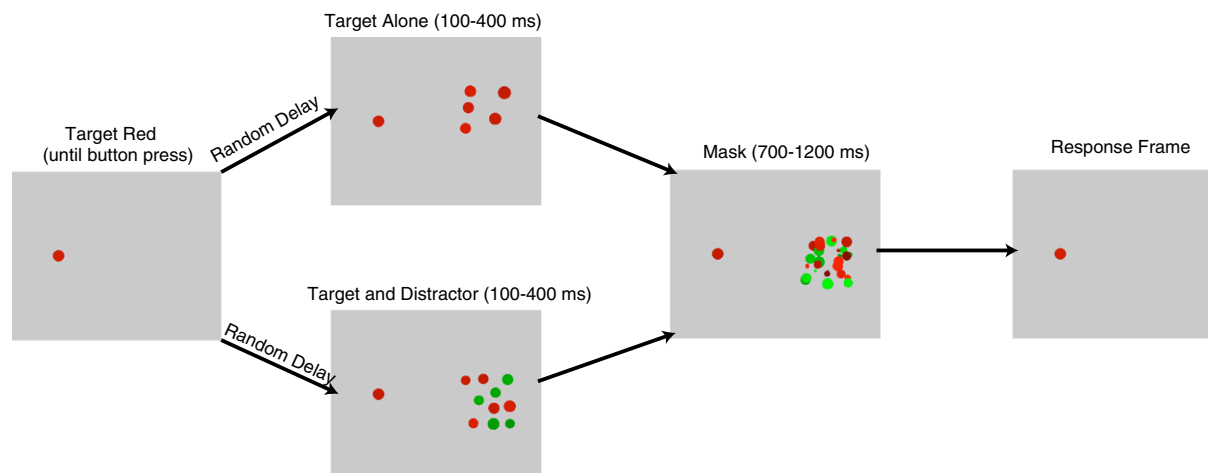 Target Red
(until button press)
Random Delay
Target Alone (100-400 ms)
Random Delay
Target and Distractor (100-400 ms)
Mask (700-1200 ms)
Response Frame